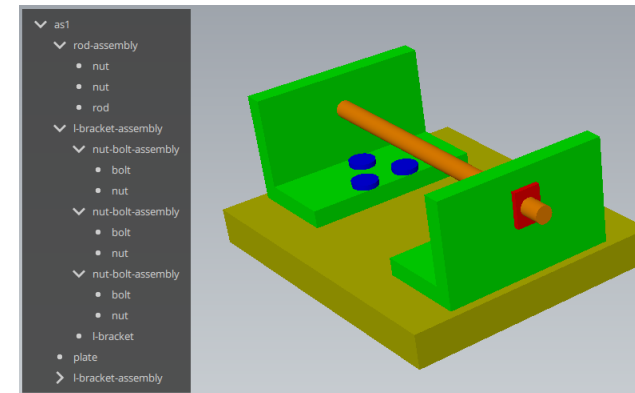 as1
rod-assembly
nut
nut
rod
l-bracket-assembly
nut-bolt-assembly
bolt
nut
nut-bolt-assembly
bolt
nut
nut-bolt-assembly
bolt
nut
l-bracket
plate
l-bracket-assembly